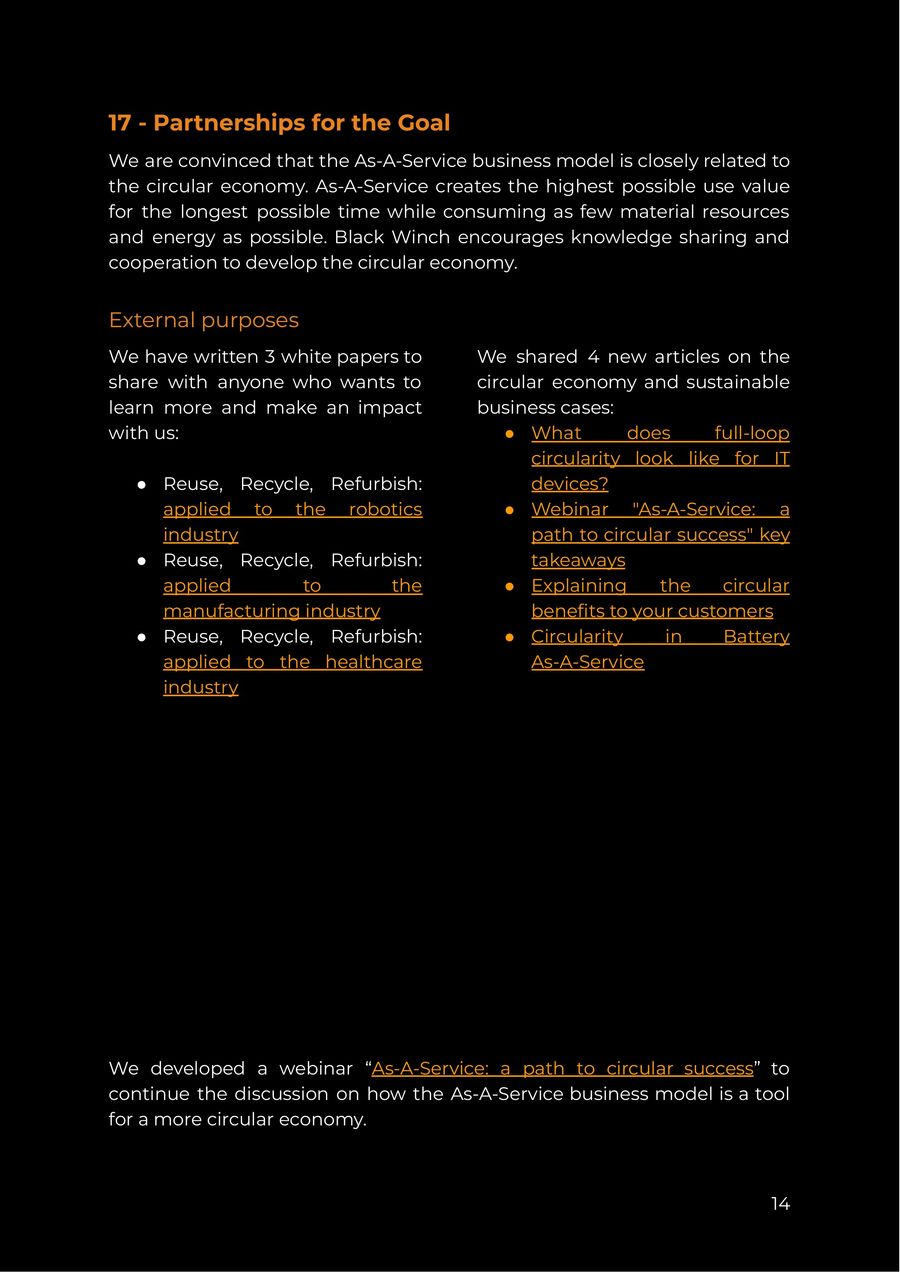 17 - Partnerships for the Goal
We are convinced that the As-A-Service business model is closely related to
the circular economy. As-A-Service creates the highest possible use value
for the longest possible time while consuming as few material resources
and energy as possible. Black Winch encourages knowledge sharing and
cooperation to develop the circular economy.
External purposes
We have written 3 white papers to
share with anyone who wants to
learn more and make an impact
with us:
● Reuse, Recycle, Refurbish:
applied to the robotics
industry
● Reuse, Recycle, Refurbish:
applied to the
manufacturing industry
● Reuse, Recycle, Refurbish:
applied to the healthcare
industry
We shared 4 new articles on the
circular economy and sustainable
business cases:
● What does full-loop
circularity look like for IT
devices?
● Webinar "As-A-Service: a
path to circular success" key
takeaways
● Explaining the circular
benefits to your customers
● Circularity in Battery
As-A-Service
We developed a webinar “As-A-Service: a path to circular success” to
continue the discussion on how the As-A-Service business model is a tool
for a more circular economy.
14